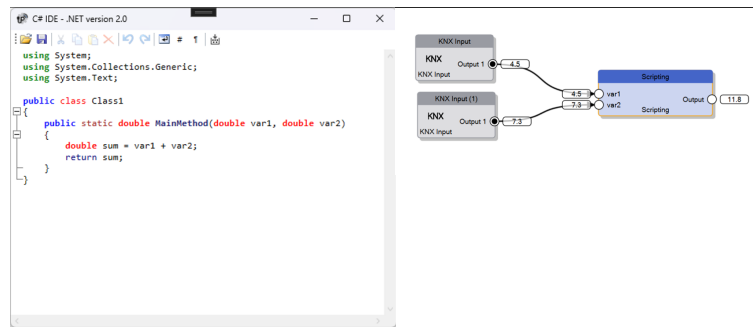 C# IDE - .NET version 2.0
using System;
using System.Collections.Generic;
using System.Text;
public class Class1
{
public static double MainMethod(double var1, double var2)
{
double sum = var1 + var2;
return sum;
}
}
KNX Input
KNX
Output 1
4.5
KNX Input
KNX Input (1)
KNX
Output 1
7.3
KNX Input
Scripting
4.5
var1
7.3
var2
Output
11.8
Scripting